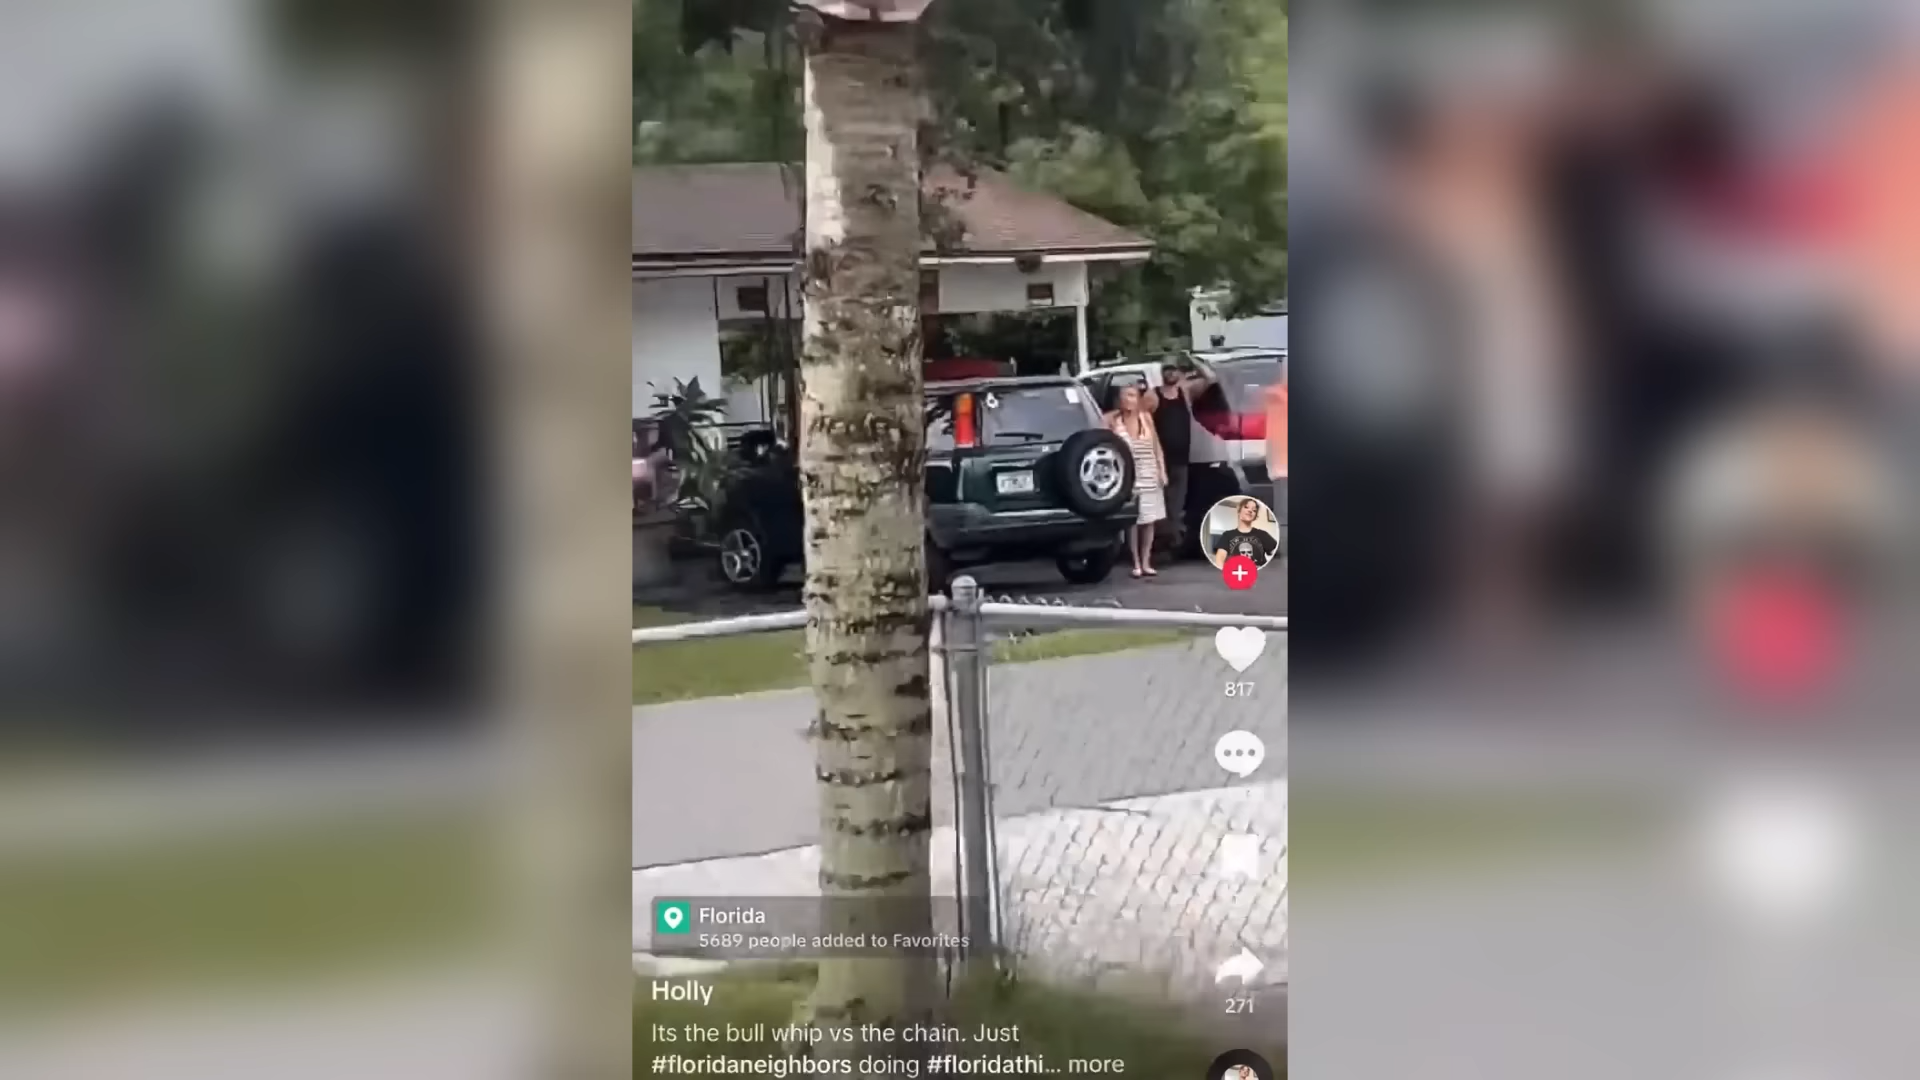 817
Florida
5689 people added to Favorites
Holly
271
Its the bull whip vs the chain. Just
#floridaneighbors doing #floridathi... more